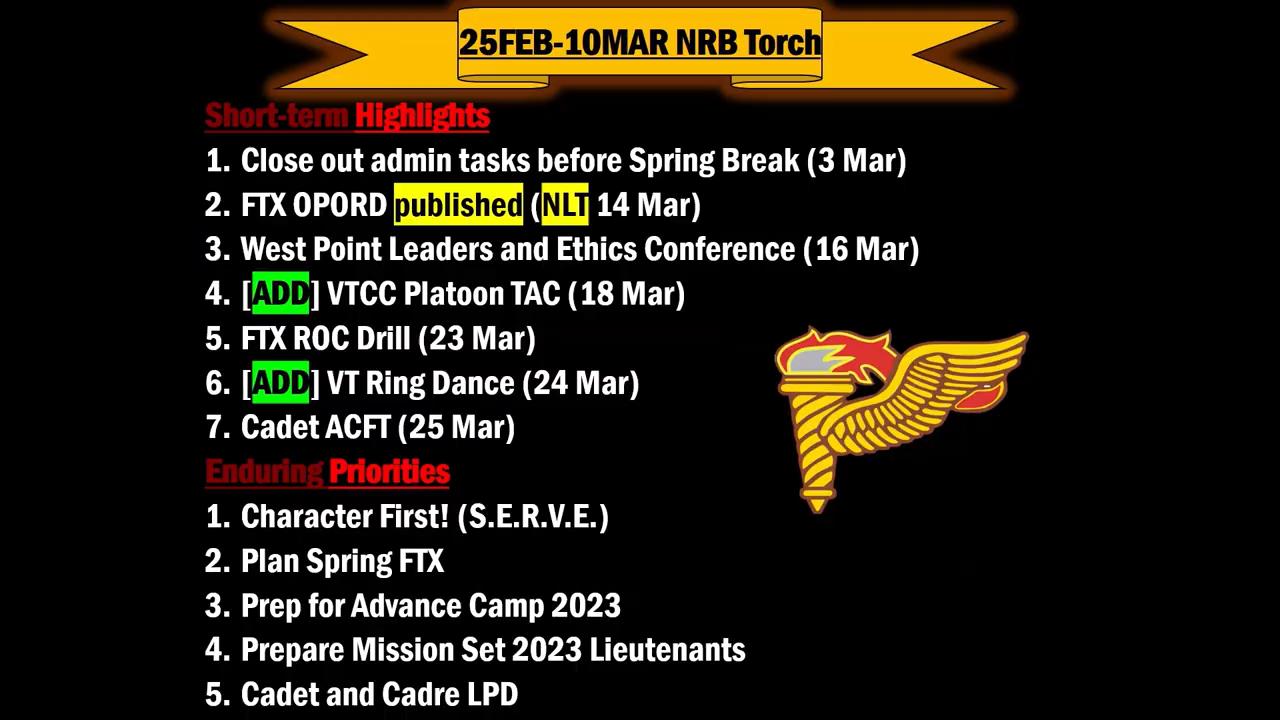 25FEB-10MAR NRB Torch
Short-term Highlights
1. Close out admin tasks before Spring Break (3 Mar)
2. FTX OPORD published (NLT 14 Mar)
3. West Point Leaders and Ethics Conference (16 Mar)
4. [ADD] VTCC Platoon TAC (18 Mar)
5. FTX ROC Drill (23 Mar)
6. [ADD] VT Ring Dance (24 Mar)
7. Cadet ACFT (25 Mar)
Enduring Priorities
1. Character First! (S.E.R.V.E.)
2. Plan Spring FTX
3. Prep for Advance Camp 2023
4. Prepare Mission Set 2023 Lieutenants
5. Cadet and Cadre LPD